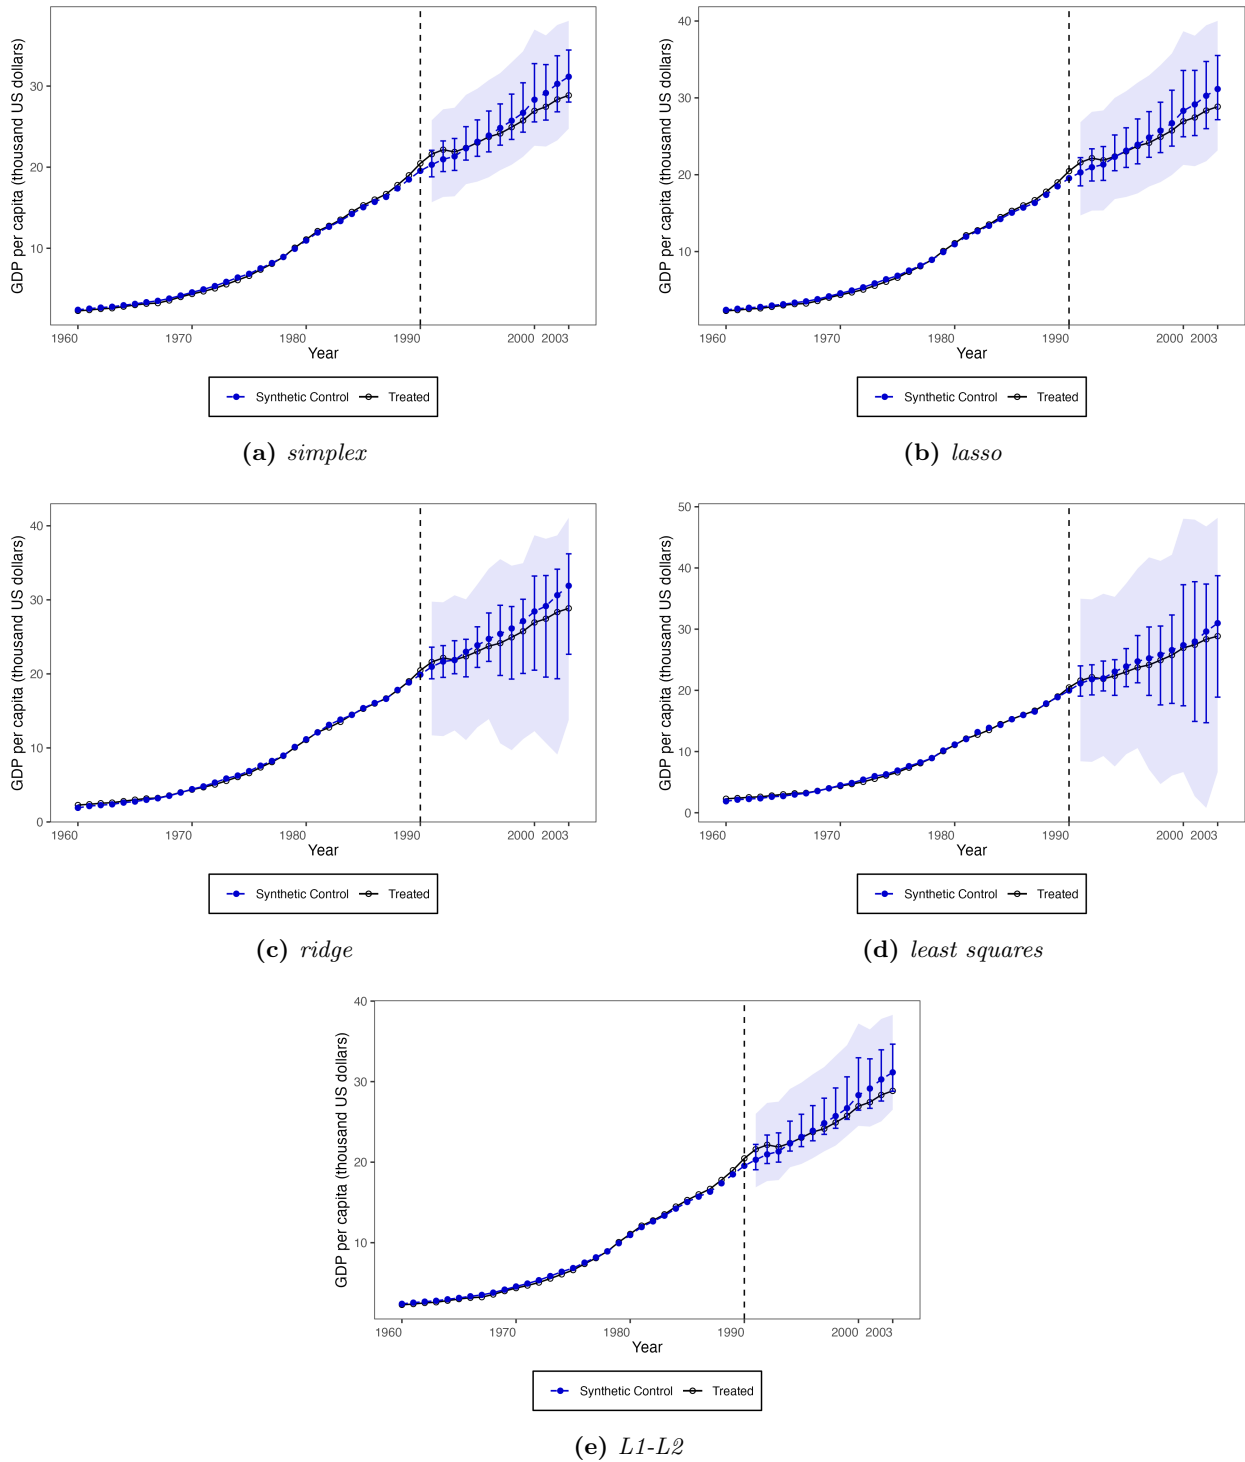 GDP per capita (thousand US dollars)
30
20
10
1960 1970 1980 1990 2000 2003
Year
Synthetic Control Treated
(a) simplex
GDP per capita (thousand US dollars)
40
30
20
10
1960 1970 1980 1990 2000 2003
Year
Synthetic Control Treated
(b) lasso
GDP per capita (thousand US dollars)
40
30
20
10
0
1960 1970 1980 1990 2000 2003
Year
Synthetic Control Treated
(c) ridge
GDP per capita (thousand US dollars)
50
40
30
20
10
0
1960 1970 1980 1990 2000 2003
Year
Synthetic Control Treated
(d) least squares
GDP per capita (thousand US dollars)
40
30
20
10
1960 1970 1980 1990 2000 2003
Year
Synthetic Control Treated
(e) L1-L2